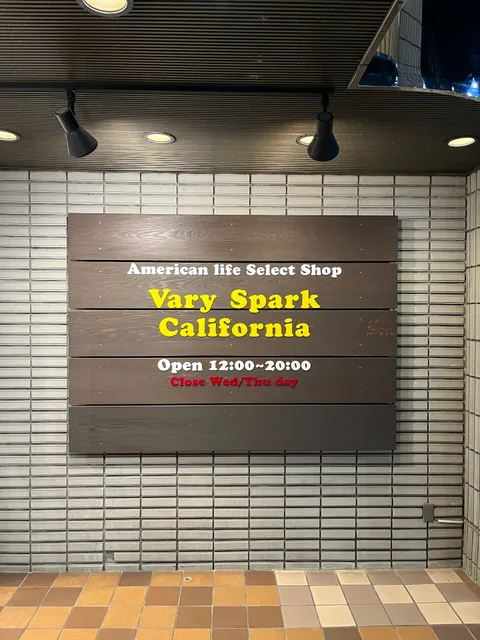 American life Select Shop
Vary Spark
California
Open 12:00~20:00
Close Wed/Thu day